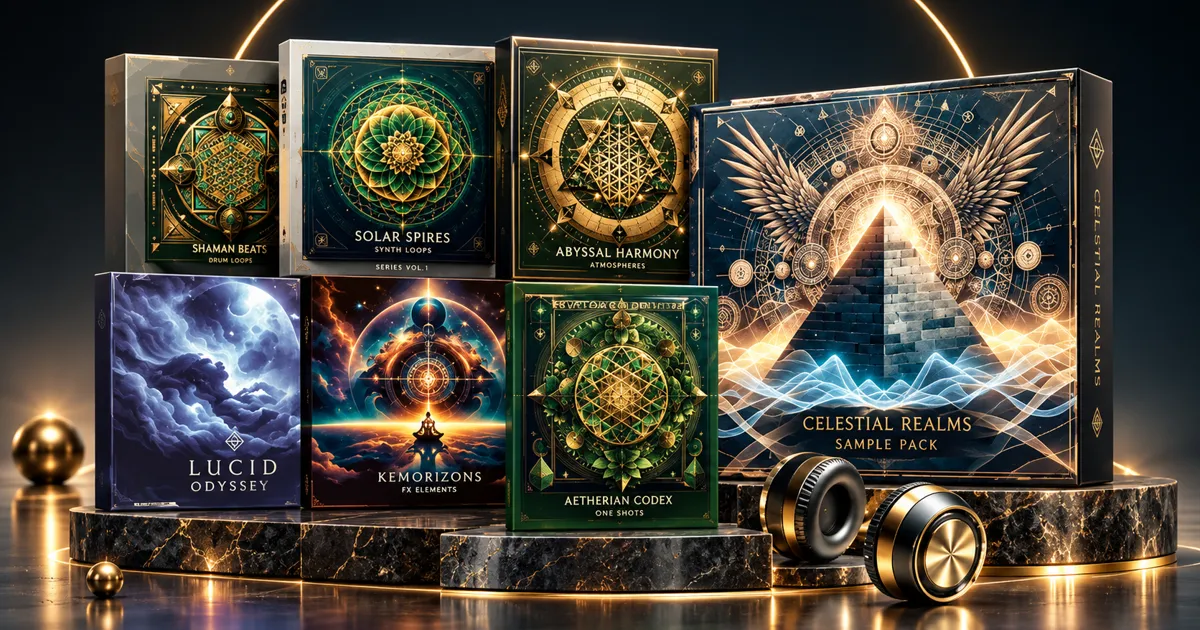 SHAMAN BEATS
DRUM LOOPS
SOLAR SPIRES
SYNTH LOOPS
SERIES VOL.1
ABYSSAL HARMONY
ATMOSPHERES
LUCID
ODYSSEY
KEMORIZONS
FX ELEMENTS
AETHERIAN CODEX
ONE SHOTS
CELESTIAL REALMS
SAMPLE PACK
CELESTIAL REALMS